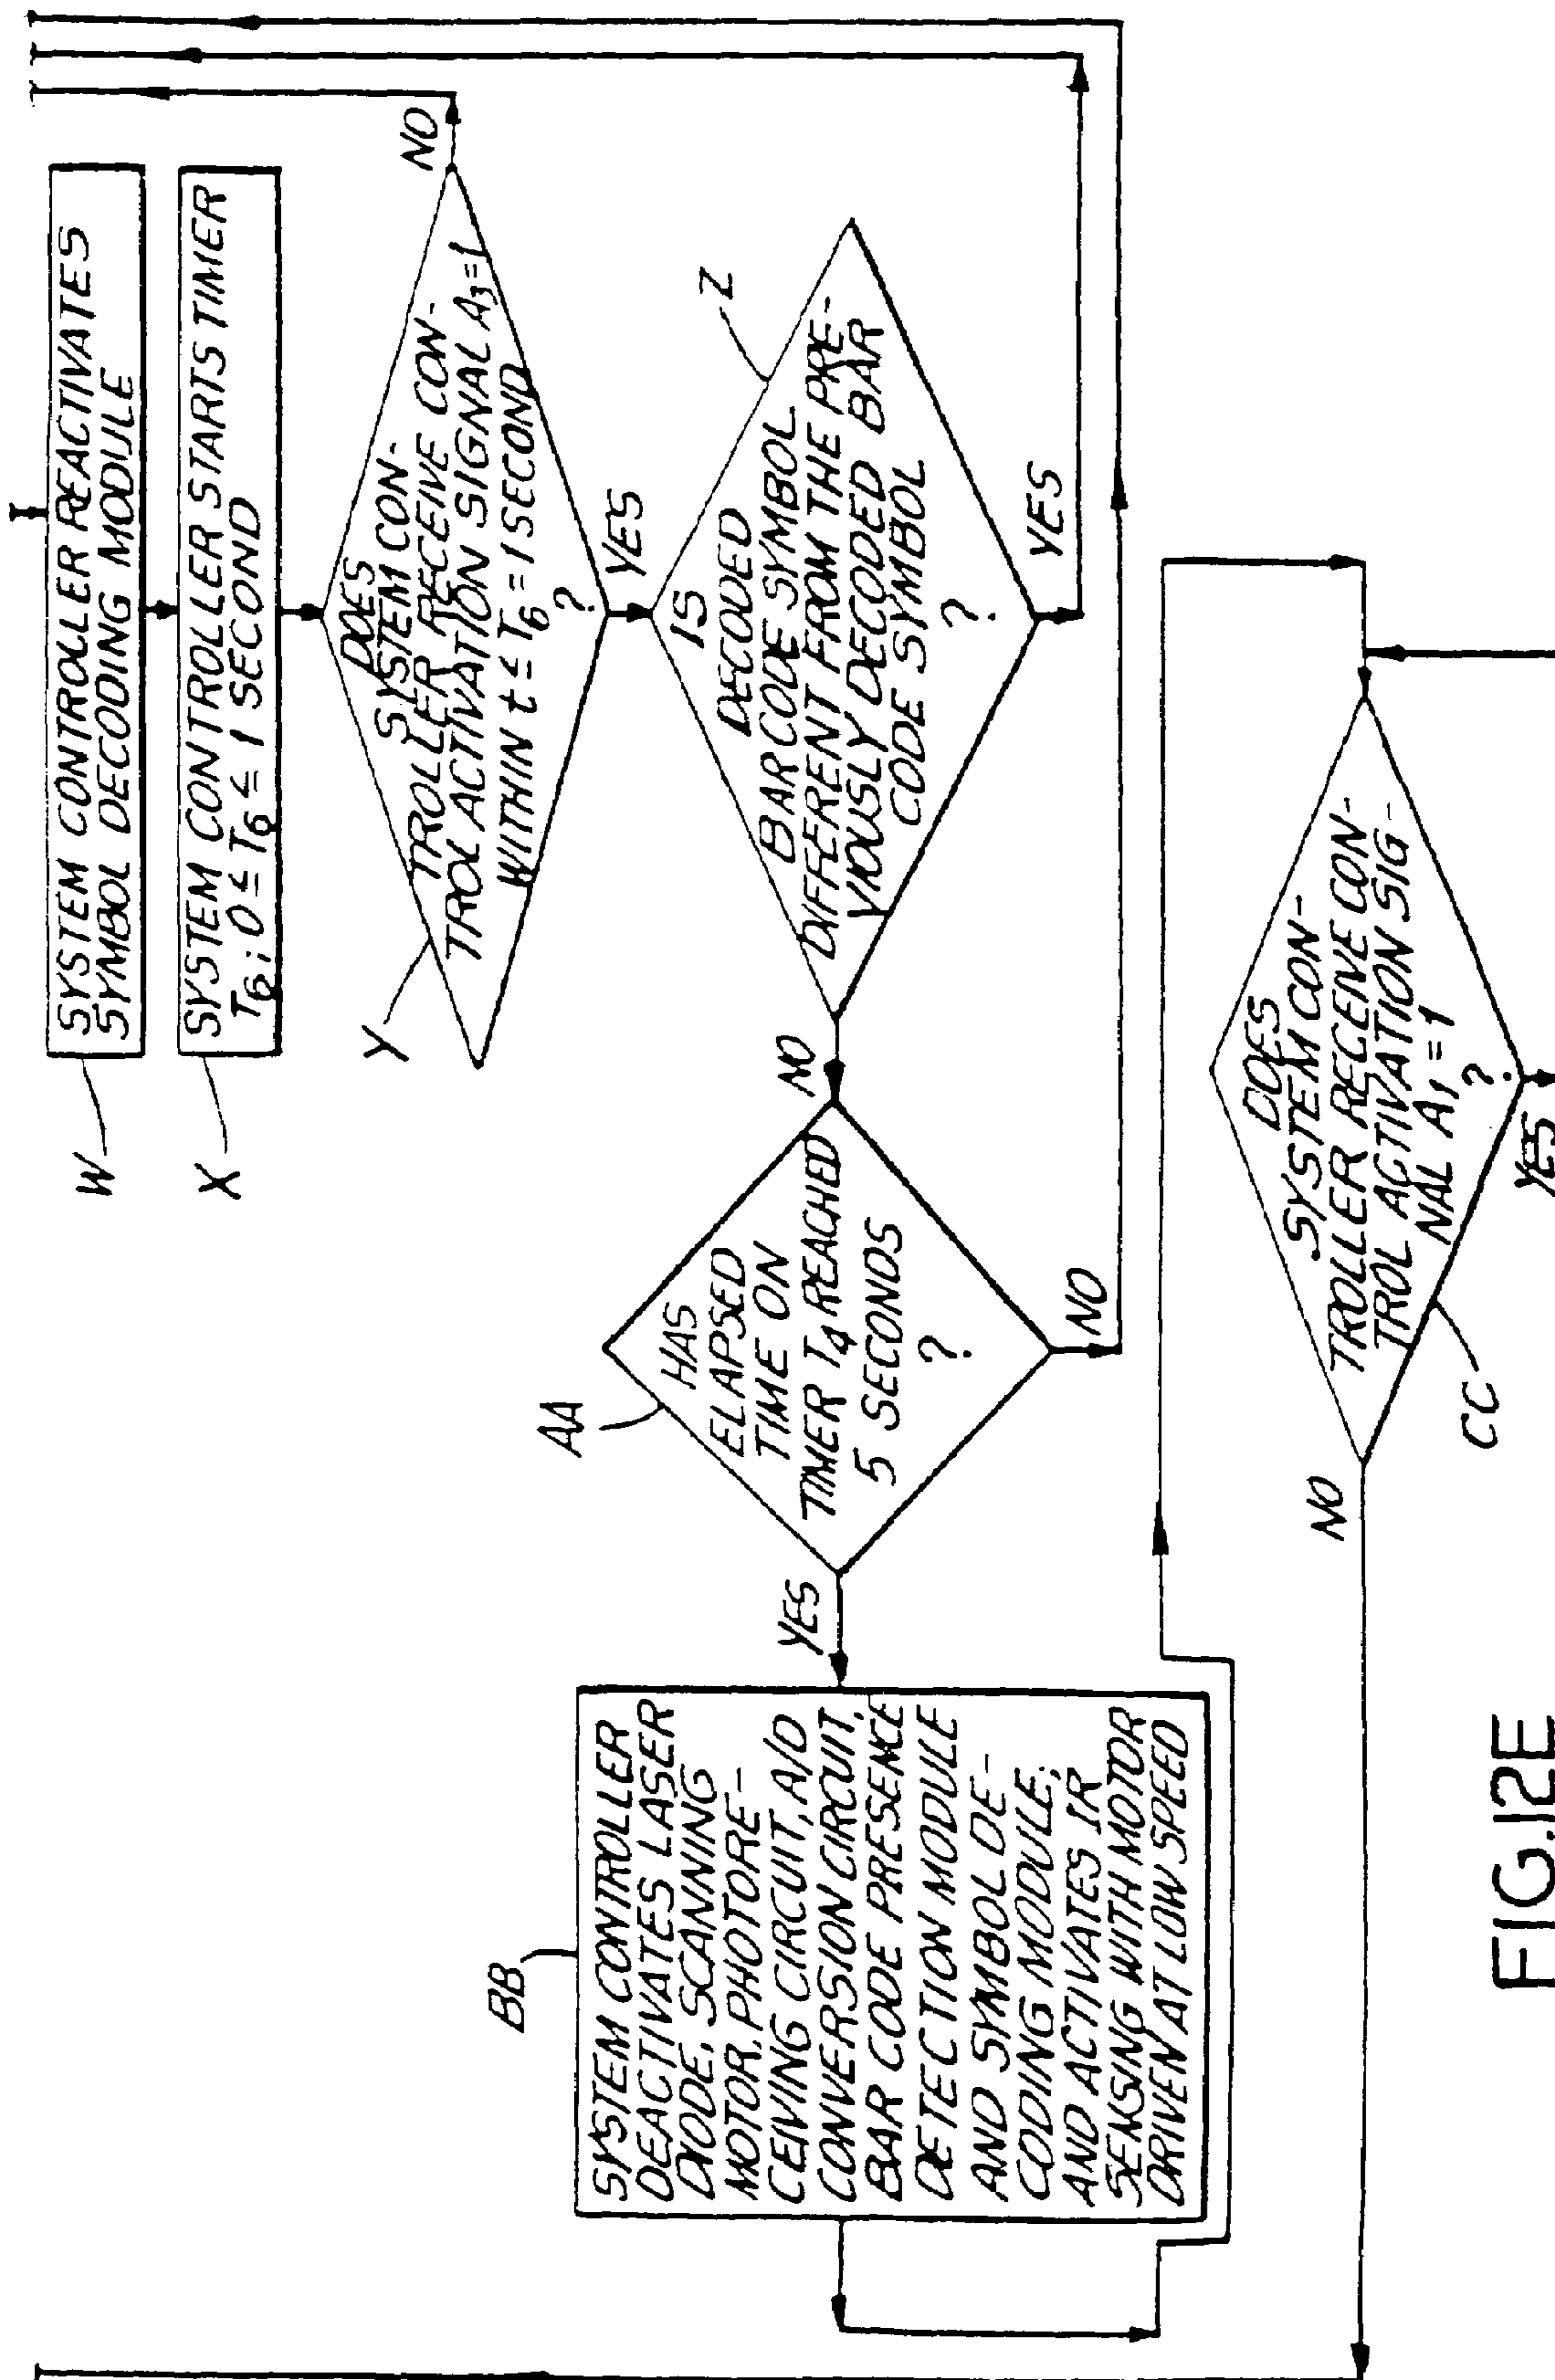 W
SYSTEM CONTROLLER REACTIVATES
SYMBOL DECODING MODULE
X
SYSTEM CONTROLLER STARTS TIMER
T6; 0 ≤ T6 ≤ 1 SECOND
Y
DOES
SYSTEM CON-
TROLLER RECEIVE CON-
TROL ACTIVATION SIGNAL A3=1
WITHIN t ≤ T6 = 1 SECOND
?
NO
YES
Z
IS
DECODED
BAR CODE SYMBOL
DIFFERENT FROM THE PRE-
VIOUSLY DECODED BAR
CODE SYMBOL
?
NO
YES
AA
HAS
ELAPSED
TIME ON
TIMER T4 REACHED
5 SECONDS
?
YES
NO
BB
SYSTEM CONTROLLER
DEACTIVATES LASER
DIODE, SCANNING
MOTOR, PHOTORE-
CEIVING CIRCUIT, A/D
CONVERSION CIRCUIT,
BAR CODE PRESENCE
DETECTION MODULE
AND SYMBOL DE-
CODING MODULE;
AND ACTIVATES IR
SENSING WITH MOTOR
DRIVEN AT LOW SPEED
DOES
SYSTEM CON-
TROLLER RECEIVE CON-
TROL ACTIVATION SIG-
NAL A1 = 1
?
NO
CC
YES
FIG.12E